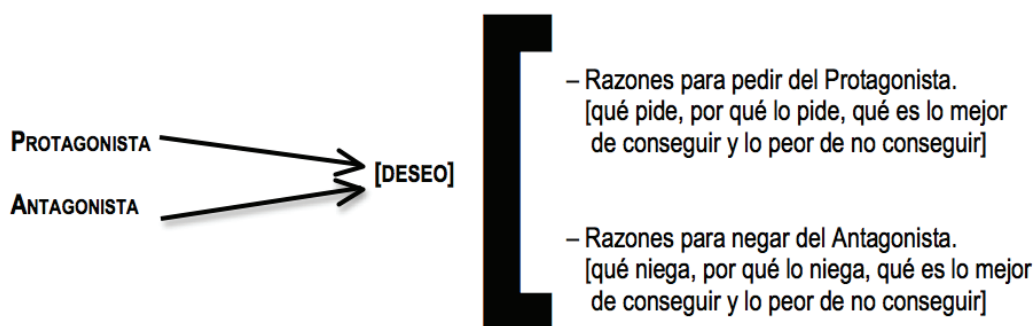 PROTAGONISTA
ANTAGONISTA
[DESEO]
– Razones para pedir del Protagonista.
[qué pide, por qué lo pide, qué es lo mejor
de conseguir y lo peor de no conseguir]
– Razones para negar del Antagonista.
[qué niega, por qué lo niega, qué es lo mejor
de conseguir y lo peor de no conseguir]